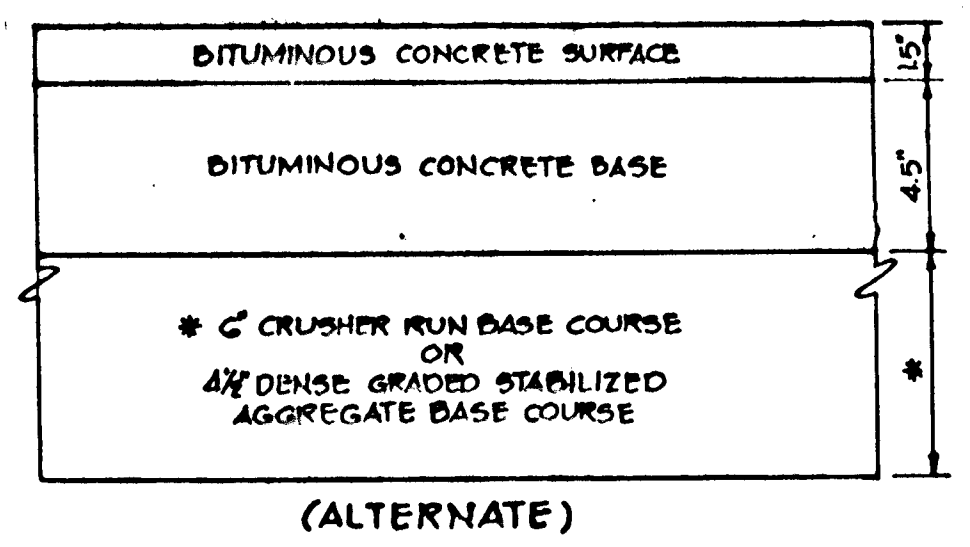 BITUMINOUS CONCRETE SURFACE
1.5"
BITUMINOUS CONCRETE BASE
4.5"
* 6" CRUSHER RUN BASE COURSE
OR
4½" DENSE GRADED STABILIZED
AGGREGATE BASE COURSE
*
(ALTERNATE)